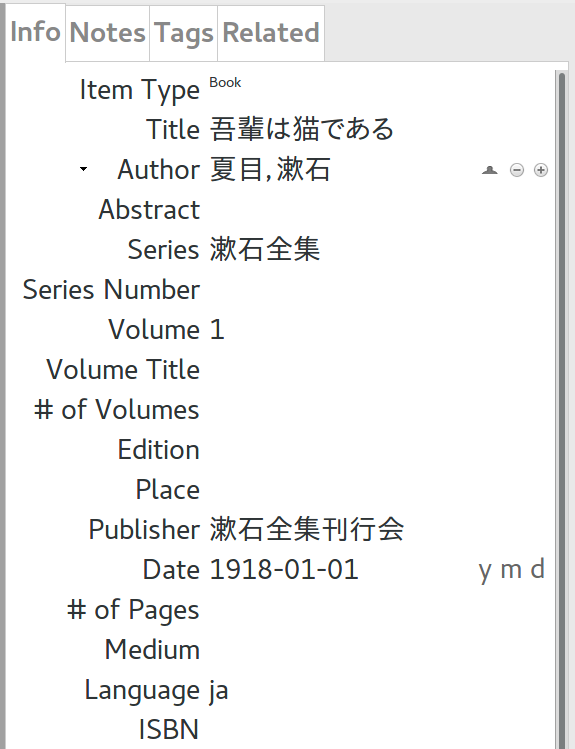 Info Notes Tags Related
Item Type Book
Title 吾輩は猫である
Author 夏目,漱石
Abstract
Series 漱石全集
Series Number
Volume 1
Volume Title
# of Volumes
Edition
Place
Publisher 漱石全集刊行会
Date 1918-01-01 y m d
# of Pages
Medium
Language ja
ISBN